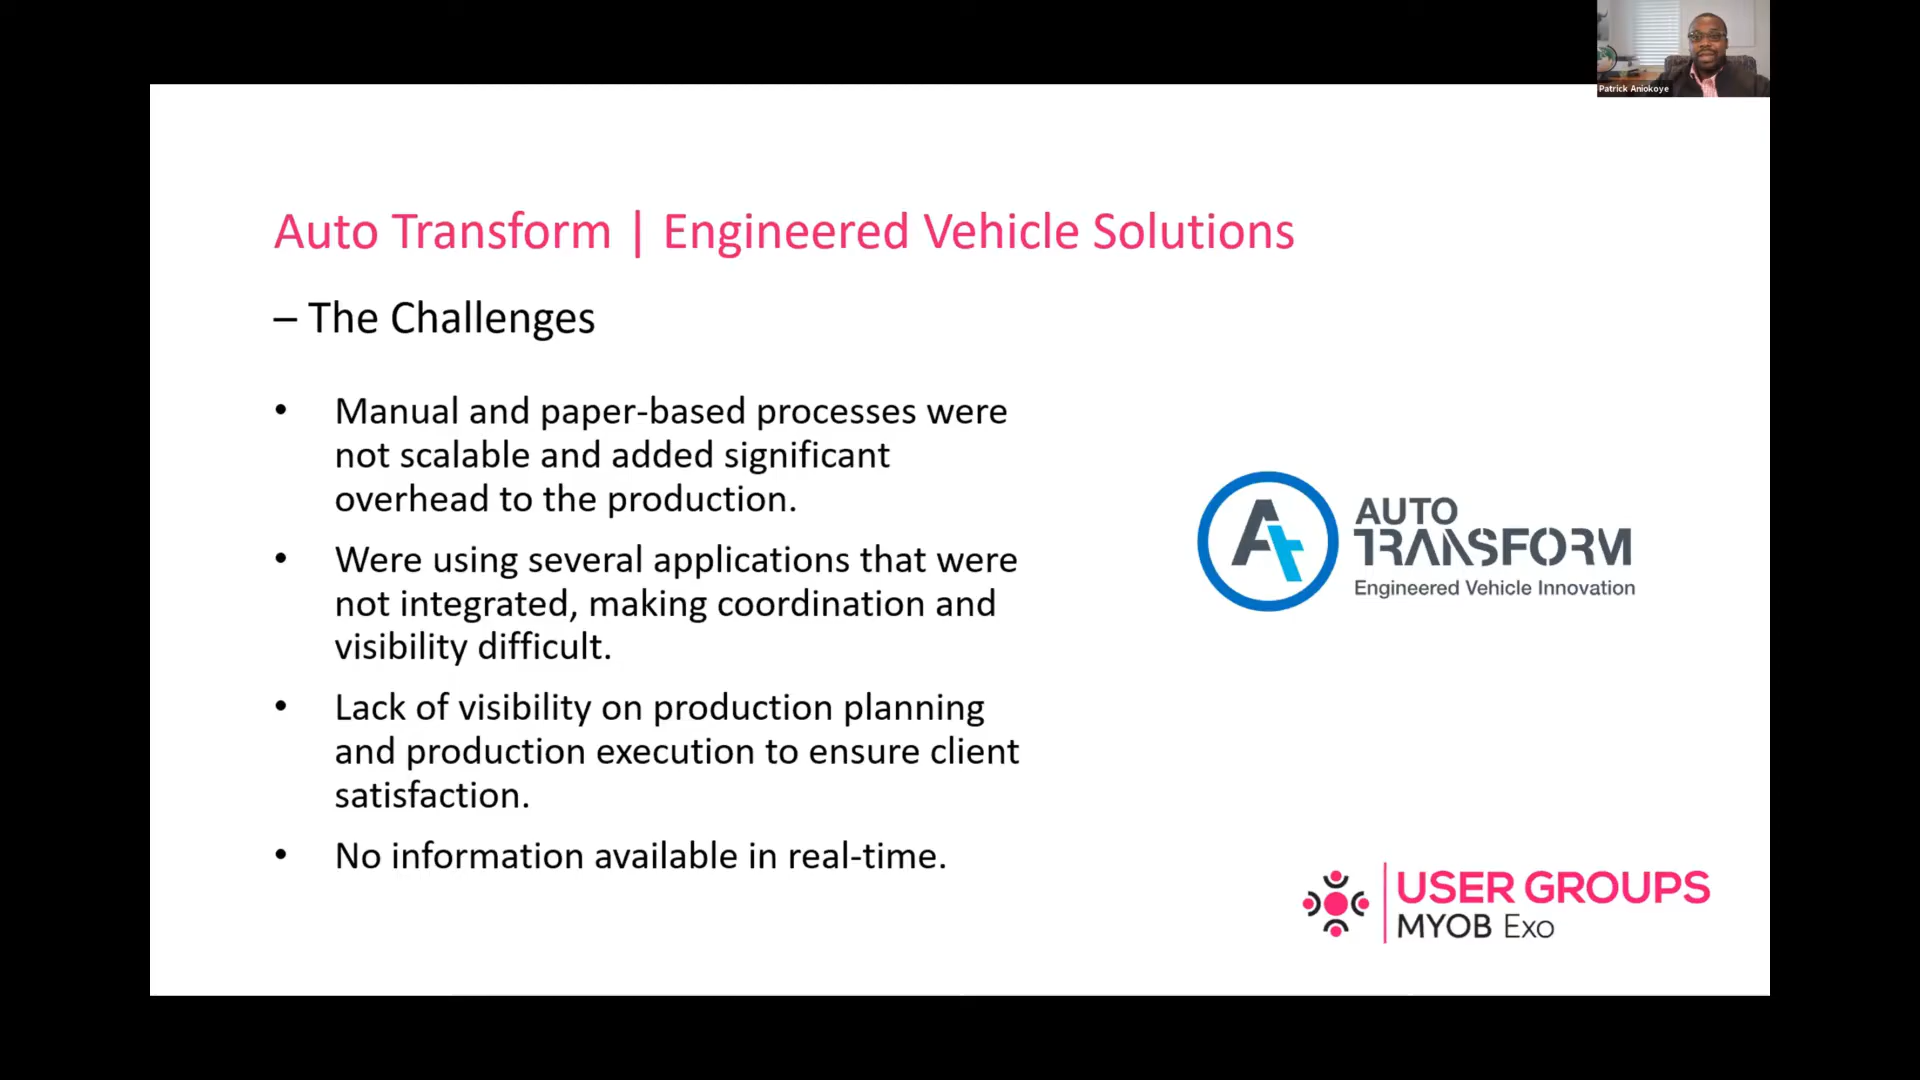 Patrick Aniokoye
Auto Transform | Engineered Vehicle Solutions
– The Challenges
• Manual and paper-based processes were
not scalable and added significant
overhead to the production.
• Were using several applications that were
not integrated, making coordination and
visibility difficult.
• Lack of visibility on production planning
and production execution to ensure client
satisfaction.
• No information available in real-time.
At
AUTO
TRANSFORM
Engineered Vehicle Innovation
USER GROUPS
MYOB Exo